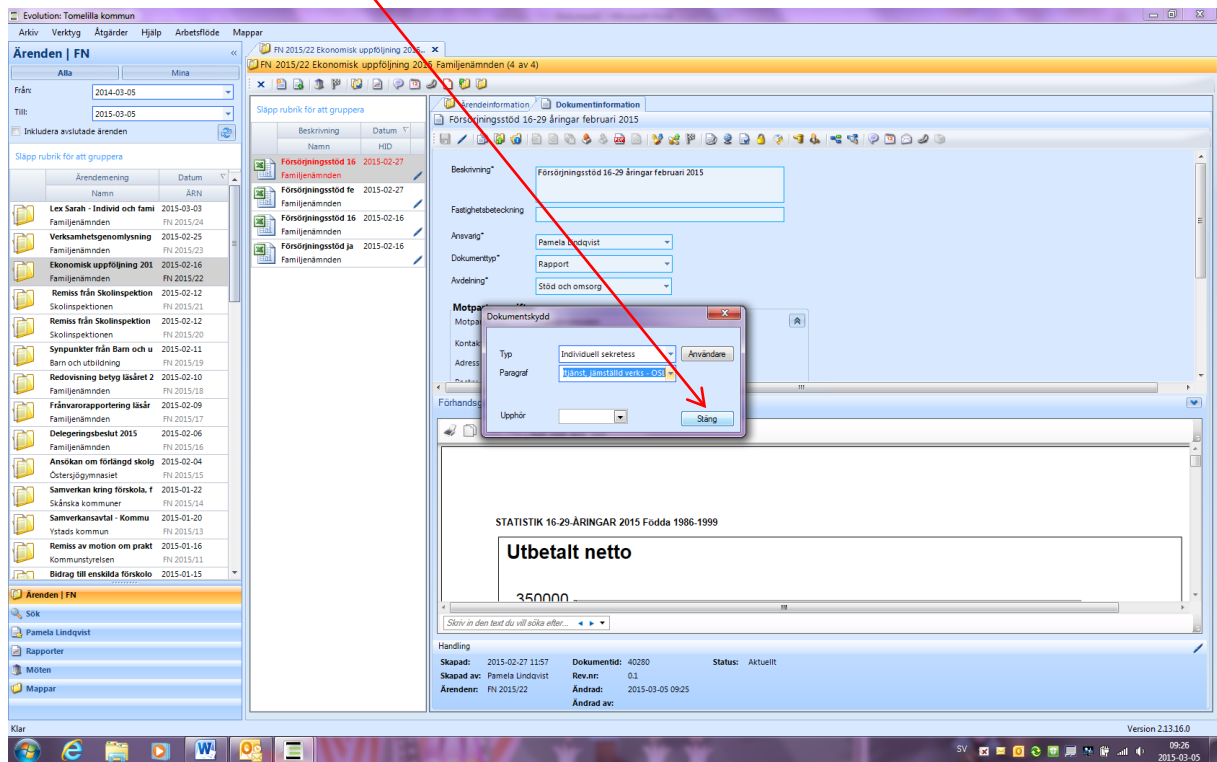 Evolution: Tomelilla kommun
Arkiv Verktyg Åtgärder Hjälp Arbetsflöde Mappar
Ärenden | FN
Alla Mina
Från: 2014-03-05
Till: 2015-03-05
Inkludera avslutade ärenden
Släpp rubrik för att gruppera
Ärendemening Datum
Namn ÄRN
Lex Sarah - Individ och fami 2015-03-03
Familjenämnden FN 2015/24
Verksamhetsgenomlysning 2015-02-25
Familjenämnden FN 2015/23
Ekonomisk uppföljning 201 2015-02-16
Familjenämnden FN 2015/22
Remiss från Skolinspektion 2015-02-12
Skolinspektionen FN 2015/21
Remiss från Skolinspektion 2015-02-12
Skolinspektionen FN 2015/20
Synpunkter från Barn och u 2015-02-11
Barn och utbildning FN 2015/19
Redovisning betyg läsåret 2 2015-02-10
Familjenämnden FN 2015/18
Frånvarorapportering läsår 2015-02-09
Familjenämnden FN 2015/17
Delegeringsbeslut 2015 2015-02-06
Familjenämnden FN 2015/16
Ansökan om förlängd skolg 2015-02-04
Östersjögymnasiet FN 2015/15
Samverkan kring förskola, f 2015-01-22
Skånska kommuner FN 2015/14
Samverkansavtal - Kommu 2015-01-20
Ystads kommun FN 2015/13
Remiss av motion om prakt 2015-01-16
Kommunstyrelsen FN 2015/11
Bidrag till enskilda förskolo 2015-01-15
Ärenden | FN
Sök
Pamela Lindqvist
Rapporter
Möten
Mappar
Klar
FN 2015/22 Ekonomisk uppföljning 2015...
FN 2015/22 Ekonomisk uppföljning 2015 Familjenämnden (4 av 4)
Släpp rubrik för att gruppera
Beskrivning Datum
Namn HID
Försörjningsstöd 16 2015-02-27
Familjenämnden
Försörjningsstöd fe 2015-02-27
Familjenämnden
Försörjningsstöd 16 2015-02-16
Familjenämnden
Försörjningsstöd ja 2015-02-16
Familjenämnden
Ärendeinformation Dokumentinformation
Försörjningsstöd 16-29 åringar februari 2015
Beskrivning* Försörjningsstöd 16-29 åringar februari 2015
Fastighetsbeteckning
Ansvarig* Pamela Lindqvist
Dokumenttyp* Rapport
Avdelning* Stöd och omsorg
Dokumentskydd
Typ Individuell sekretess Användare
Paragraf tjänst, jämställd verks - OSL
Upphör Stäng
Adress
STATISTIK 16-29-ÅRINGAR 2015 Födda 1986-1999
Utbetalt netto
350000
Skriv in den text du vill söka efter...
Handling
Skapad: 2015-02-27 11:57 Dokumentid: 40280 Status: Aktuellt
Skapad av: Pamela Lindqvist Rev.nr: 0.1
Ärendenr: FN 2015/22 Ändrad: 2015-03-05 09:25
Ändrad av:
Version 2.13.16.0
SV
09:26
2015-03-05